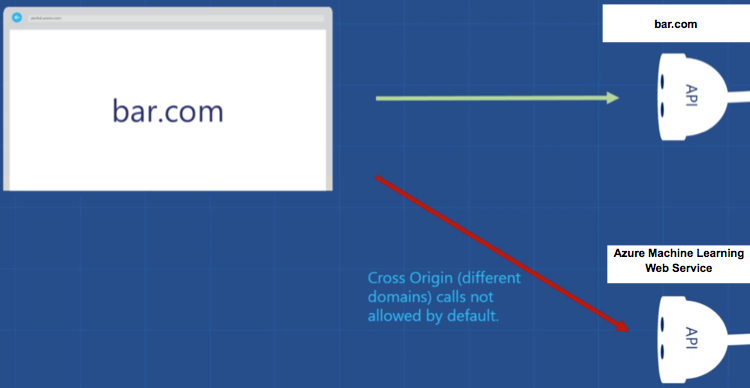 bar.com
bar.com
API
Azure Machine Learning
Web Service
Cross Origin (different
domains) calls not
allowed by default.
API